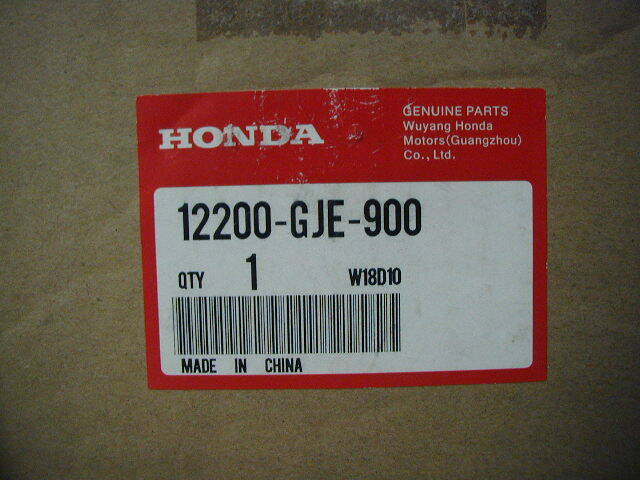 HONDA
GENUINE PARTS
Wuyang Honda
Motors(Guangzhou)
Co., Ltd.
12200-GJE-900
QTY 1 W18D10
MADE IN CHINA